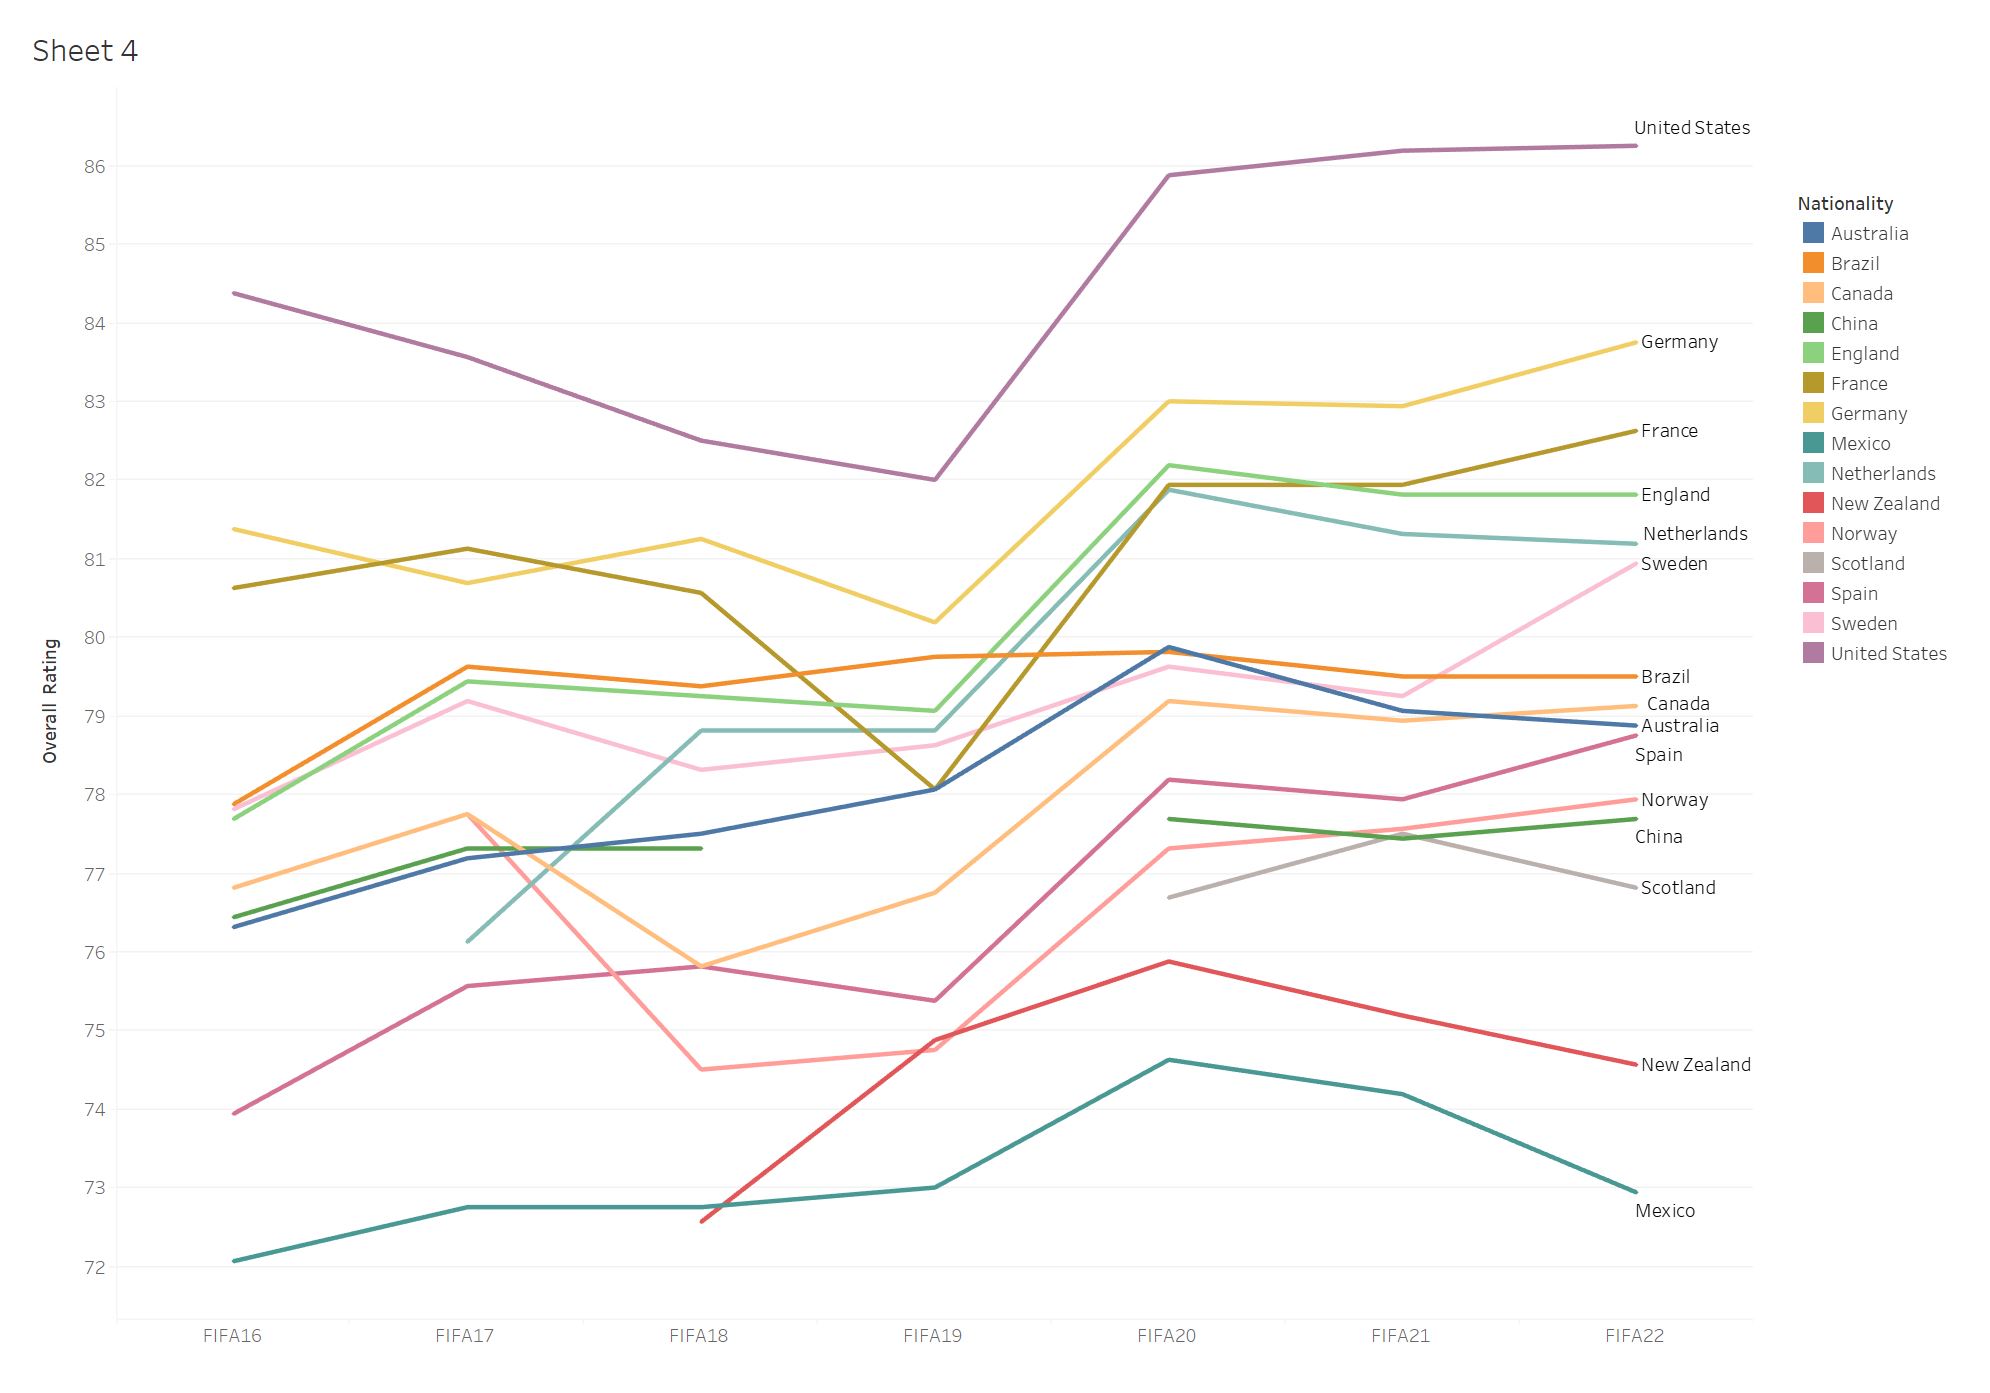 Sheet 4
Overall Rating
86
85
84
83
82
81
80
79
78
77
76
75
74
73
72
FIFA16
FIFA17
FIFA18
FIFA19
FIFA20
FIFA21
FIFA22
United States
Germany
France
England
Netherlands
Sweden
Brazil
Canada
Australia
Spain
Norway
China
Scotland
New Zealand
Mexico
Nationality
Australia
Brazil
Canada
China
England
France
Germany
Mexico
Netherlands
New Zealand
Norway
Scotland
Spain
Sweden
United States